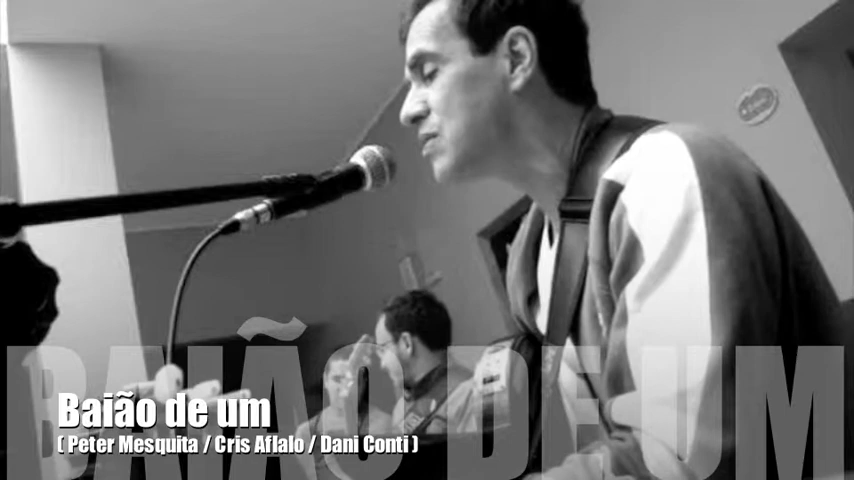 BAIÃO DE UM
Baião de um
( Peter Mesquita / Cris Aflalo / Dani Conti )